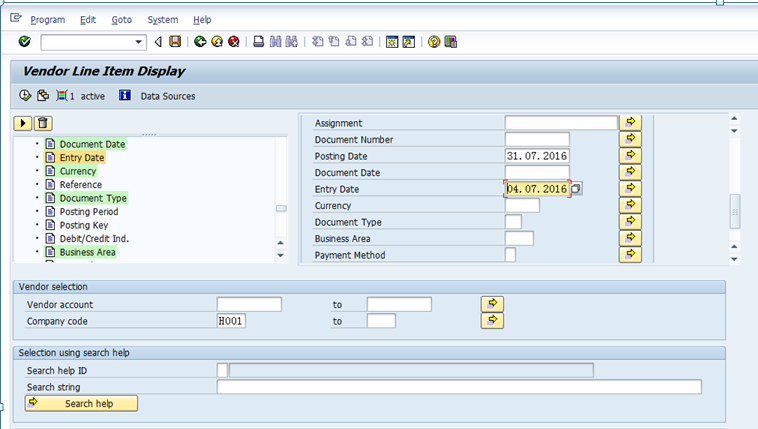 Program Edit Goto System Help
Vendor Line Item Display
1 active Data Sources
Document Date
Entry Date
Currency
Reference
Document Type
Posting Period
Posting Key
Debit/Credit Ind.
Business Area
Assignment
Document Number
Posting Date 31.07.2016
Document Date
Entry Date 04.07.2016
Currency
Document Type
Business Area
Payment Method
Vendor selection
Vendor account to
Company code H001 to
Selection using search help
Search help ID
Search string
Search help